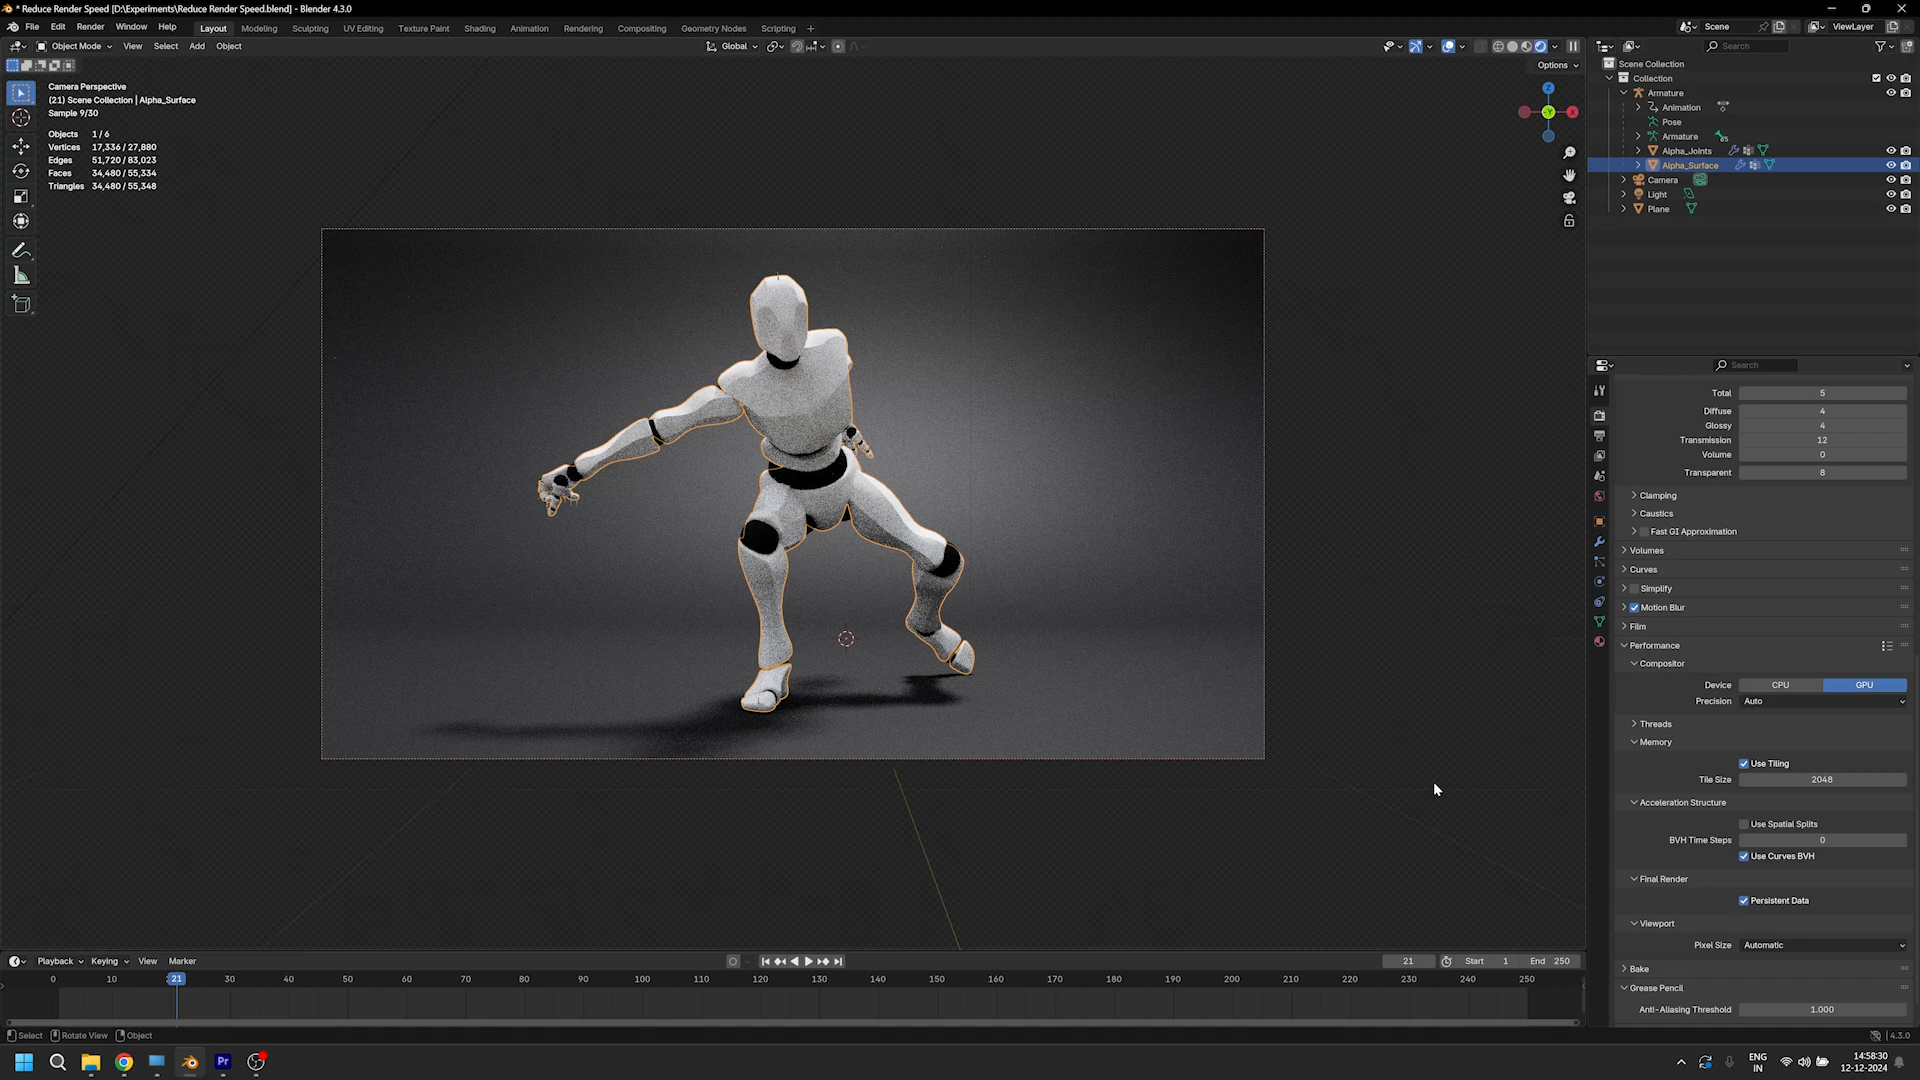 * Reduce Render Speed [D:\Experiments\Reduce Render Speed.blend] - Blender 4.3.0
File Edit Render Window Help
Layout Modeling Sculpting UV Editing Texture Paint Shading Animation Rendering Compositing Geometry Nodes Scripting +
Scene
ViewLayer
Object Mode View Select Add Object
Global
Search
Options
Camera Perspective
(21) Scene Collection | Alpha_Surface
Sample 9/30
Objects 1 / 6
Vertices 17,336 / 27,880
Edges 51,720 / 83,023
Faces 34,480 / 55,334
Triangles 34,480 / 55,348
Z
X
Scene Collection
Collection
Armature
Animation
Pose
Armature
Alpha_Joints
Alpha_Surface
Camera
Light
Plane
Search
Total 5
Diffuse 4
Glossy 4
Transmission 12
Volume 0
Transparent 8
Clamping
Caustics
Fast GI Approximation
Volumes
Curves
Simplify
Motion Blur
Film
Performance
Compositor
Device CPU GPU
Precision Auto
Threads
Memory
Use Tiling
Tile Size 2048
Acceleration Structure
Use Spatial Splits
BVH Time Steps 0
Use Curves BVH
Final Render
Persistent Data
Viewport
Pixel Size Automatic
Bake
Grease Pencil
Anti-Aliasing Threshold 1.000
Playback Keying View Marker
21 Start 1 End 250
0 10 21 30 40 50 60 70 80 90 100 110 120 130 140 150 160 170 180 190 200 210 220 230 240 250
Select Rotate View Object
4.3.0
Pr
ENG
IN
14:58:30
12-12-2024